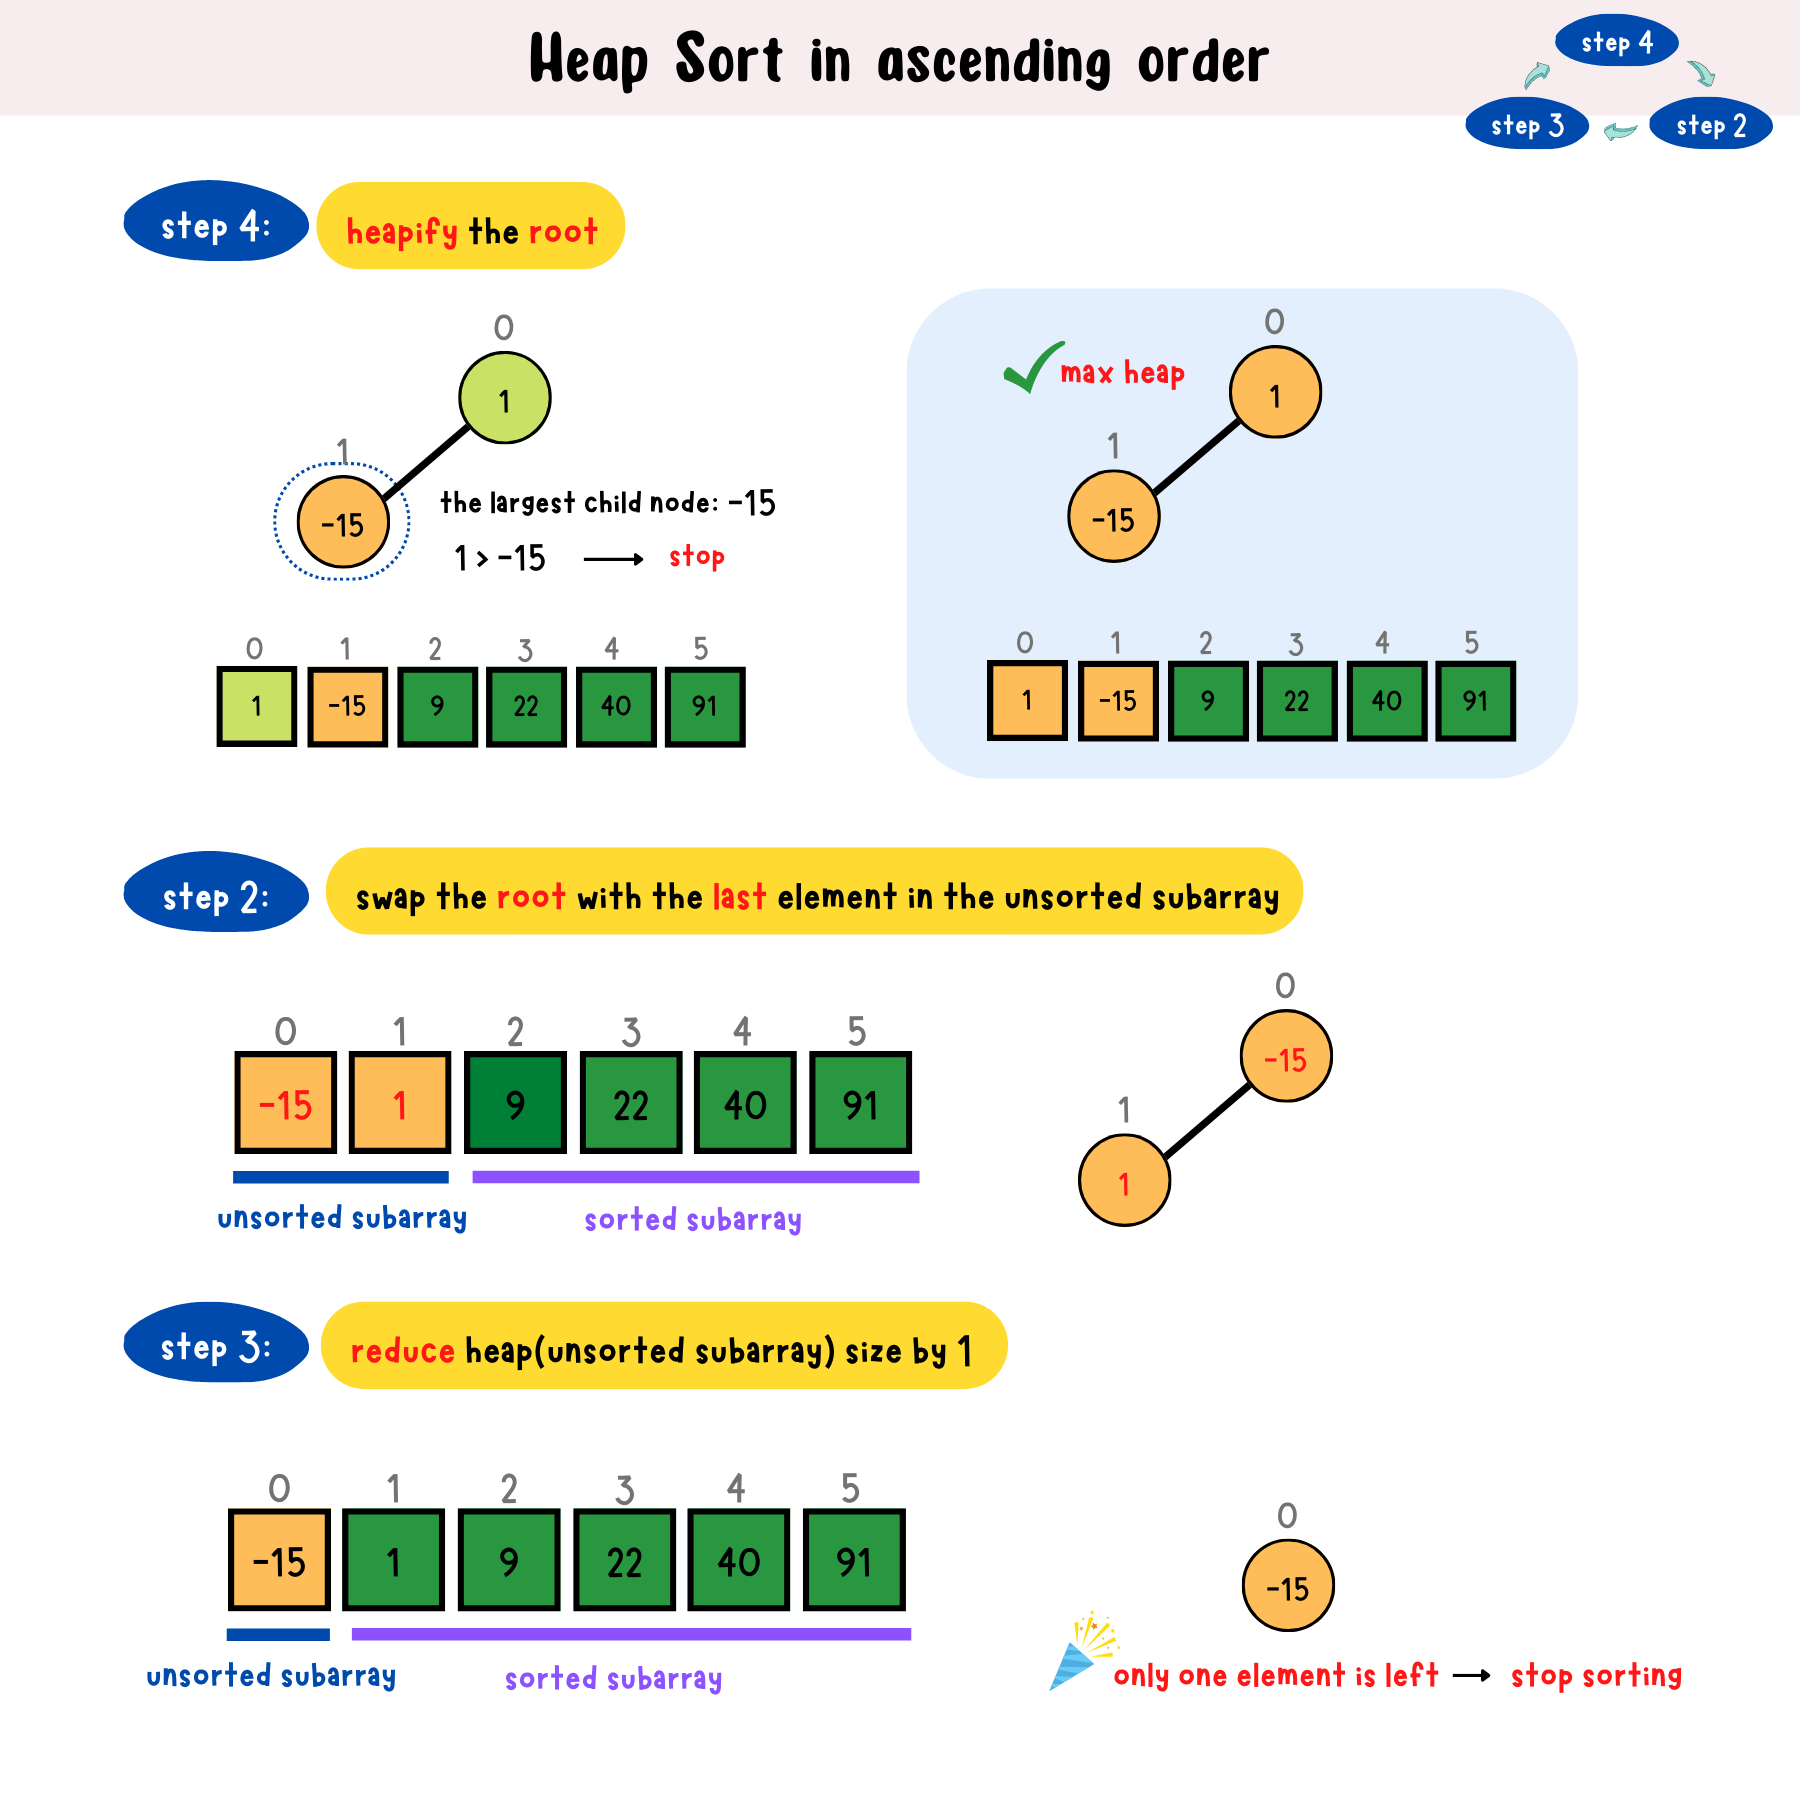 Heap Sort in ascending order
step 4
step 3
step 2
step 4:
heapify the root
0
1
1
-15
the largest child node: -15
1 > -15
stop
0 1 2 3 4 5
1 -15 9 22 40 91
max heap
0
1
1
-15
0 1 2 3 4 5
1 -15 9 22 40 91
step 2:
swap the root with the last element in the unsorted subarray
0 1 2 3 4 5
-15 1 9 22 40 91
unsorted subarray
sorted subarray
0
-15
1
1
step 3:
reduce heap(unsorted subarray) size by 1
0 1 2 3 4 5
-15 1 9 22 40 91
unsorted subarray
sorted subarray
0
-15
only one element is left
stop sorting